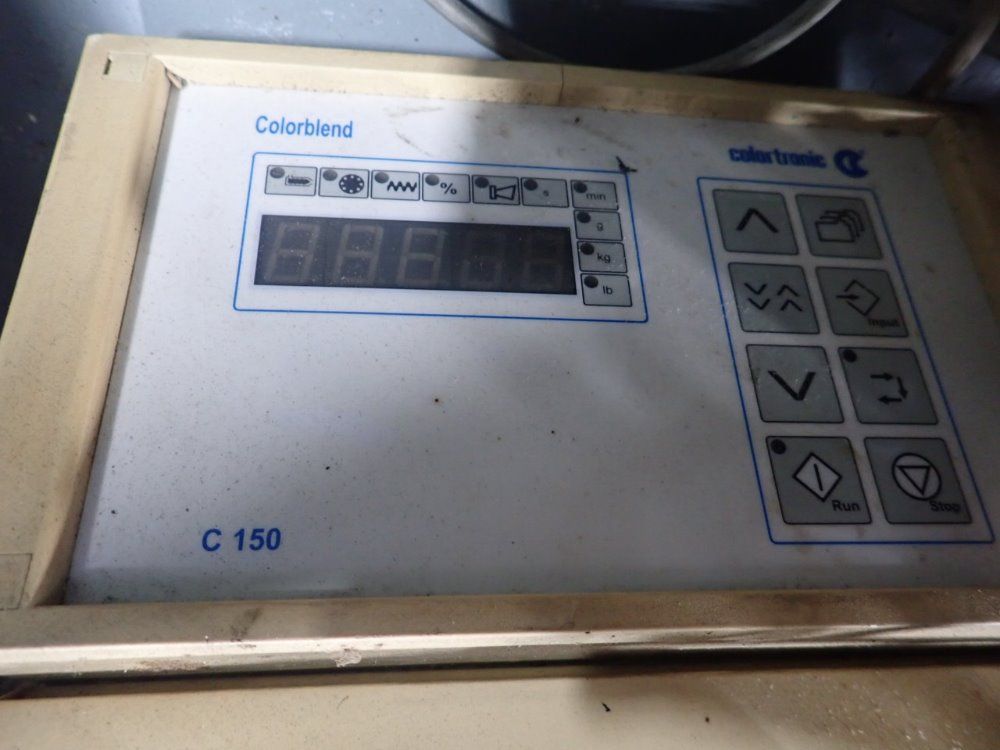 Colorblend
colortronic
%
s
min
g
kg
lb
Input
Run
Stop
C 150